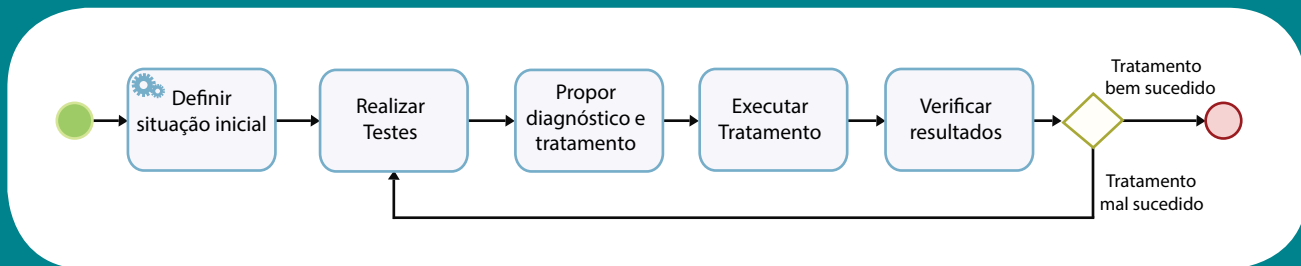 Definir
situação inicial
Realizar
Testes
Propor
diagnóstico e
tratamento
Executar
Tratamento
Verificar
resultados
Tratamento
bem sucedido
Tratamento
mal sucedido